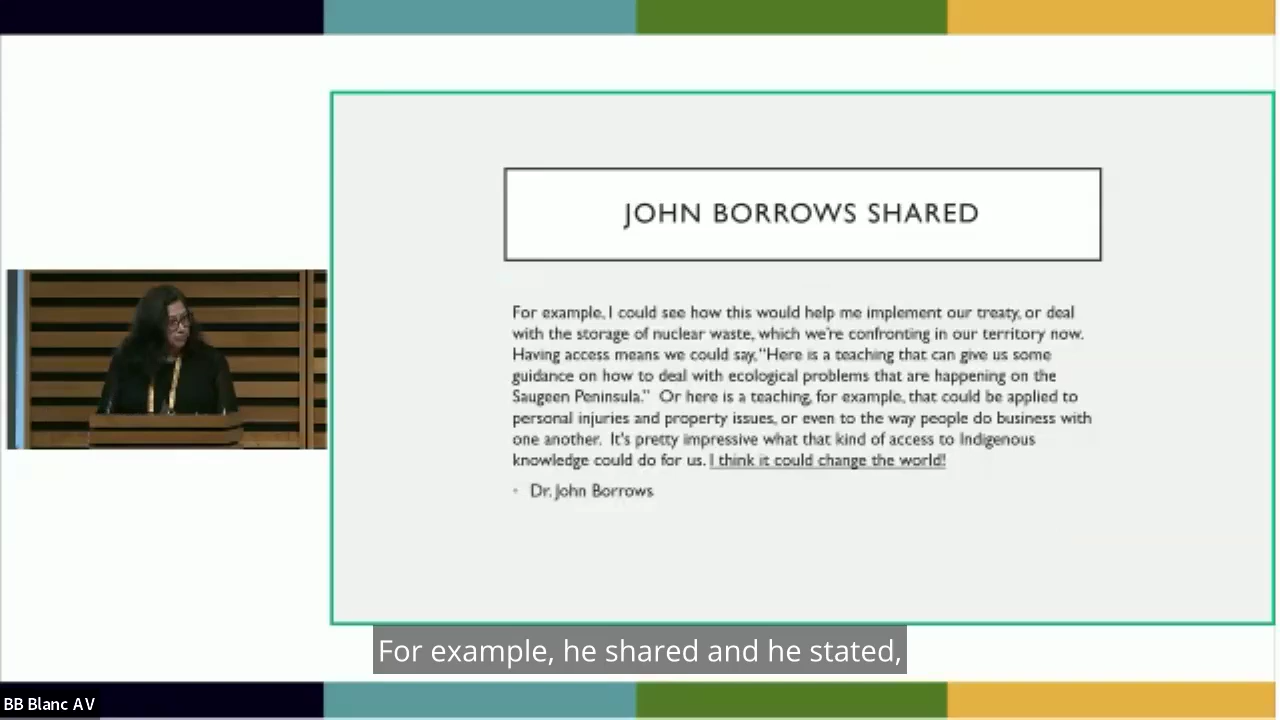 JOHN BORROWS SHARED
For example, I could see how this would help me implement our treaty, or deal
with the storage of nuclear waste, which we're confronting in our territory now.
Having access means we could say, "Here is a teaching that can give us some
guidance on how to deal with ecological problems that are happening on the
Saugeen Peninsula."  Or here is a teaching, for example, that could be applied to
personal injuries and property issues, or even to the way people do business with
one another.  It's pretty impressive what that kind of access to Indigenous
knowledge could do for us. I think it could change the world!
· Dr. John Borrows
For example, he shared and he stated,
BB Blanc AV